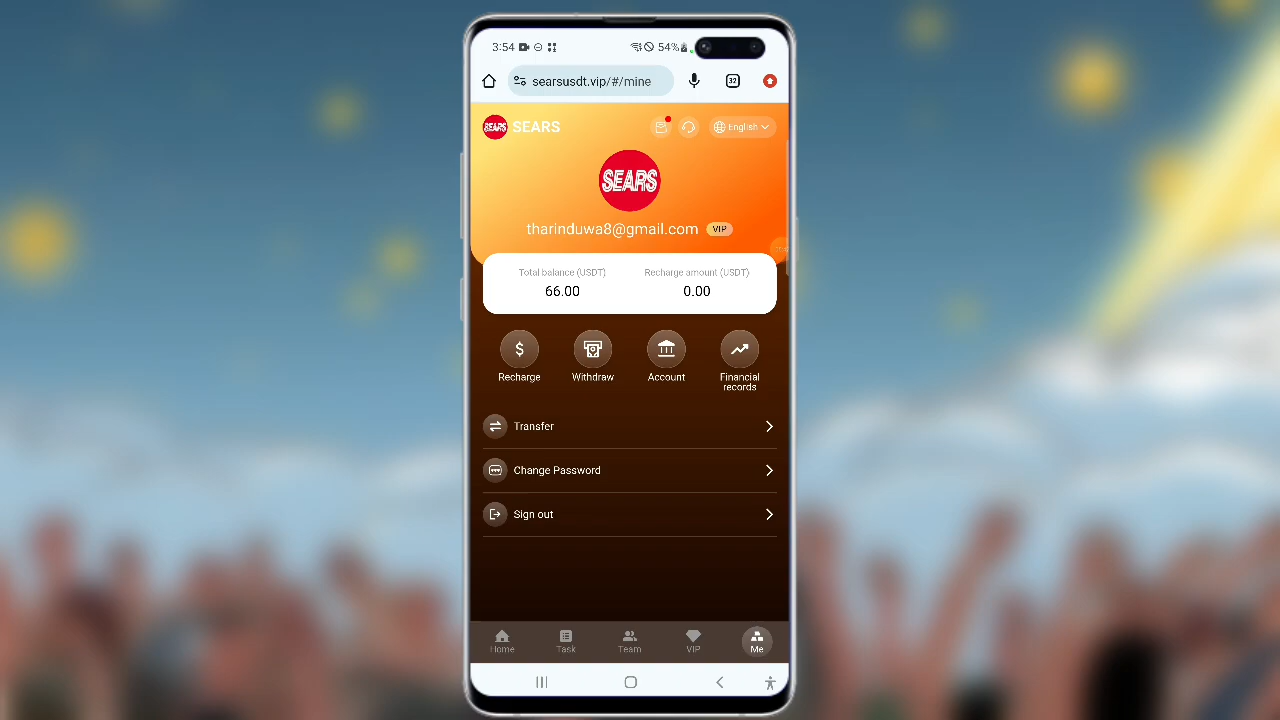 3:54 54%
searsusdt.vip/#/mine 32
SEARS SEARS English
SEARS
tharinduwa8@gmail.com VIP
Total balance (USDT) Recharge amount (USDT)
66.00 0.00
$
Recharge Withdraw Account Financial
records
Transfer
Change Password
Sign out
Home Task Team VIP Me